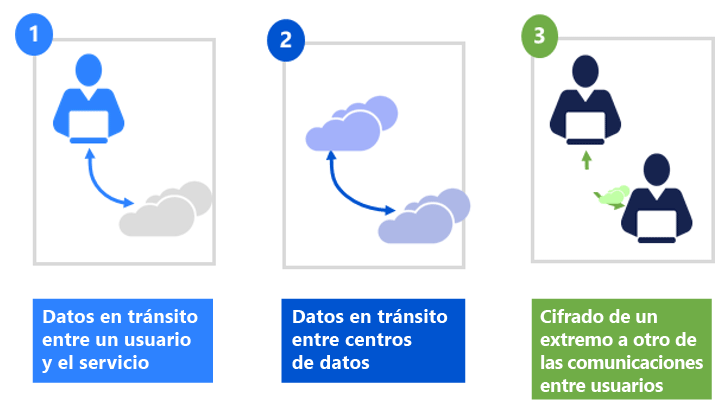 1
2
3
Datos en tránsito
entre un usuario
y el servicio
Datos en tránsito
entre centros
de datos
Cifrado de un
extremo a otro de
las comunicaciones
entre usuarios